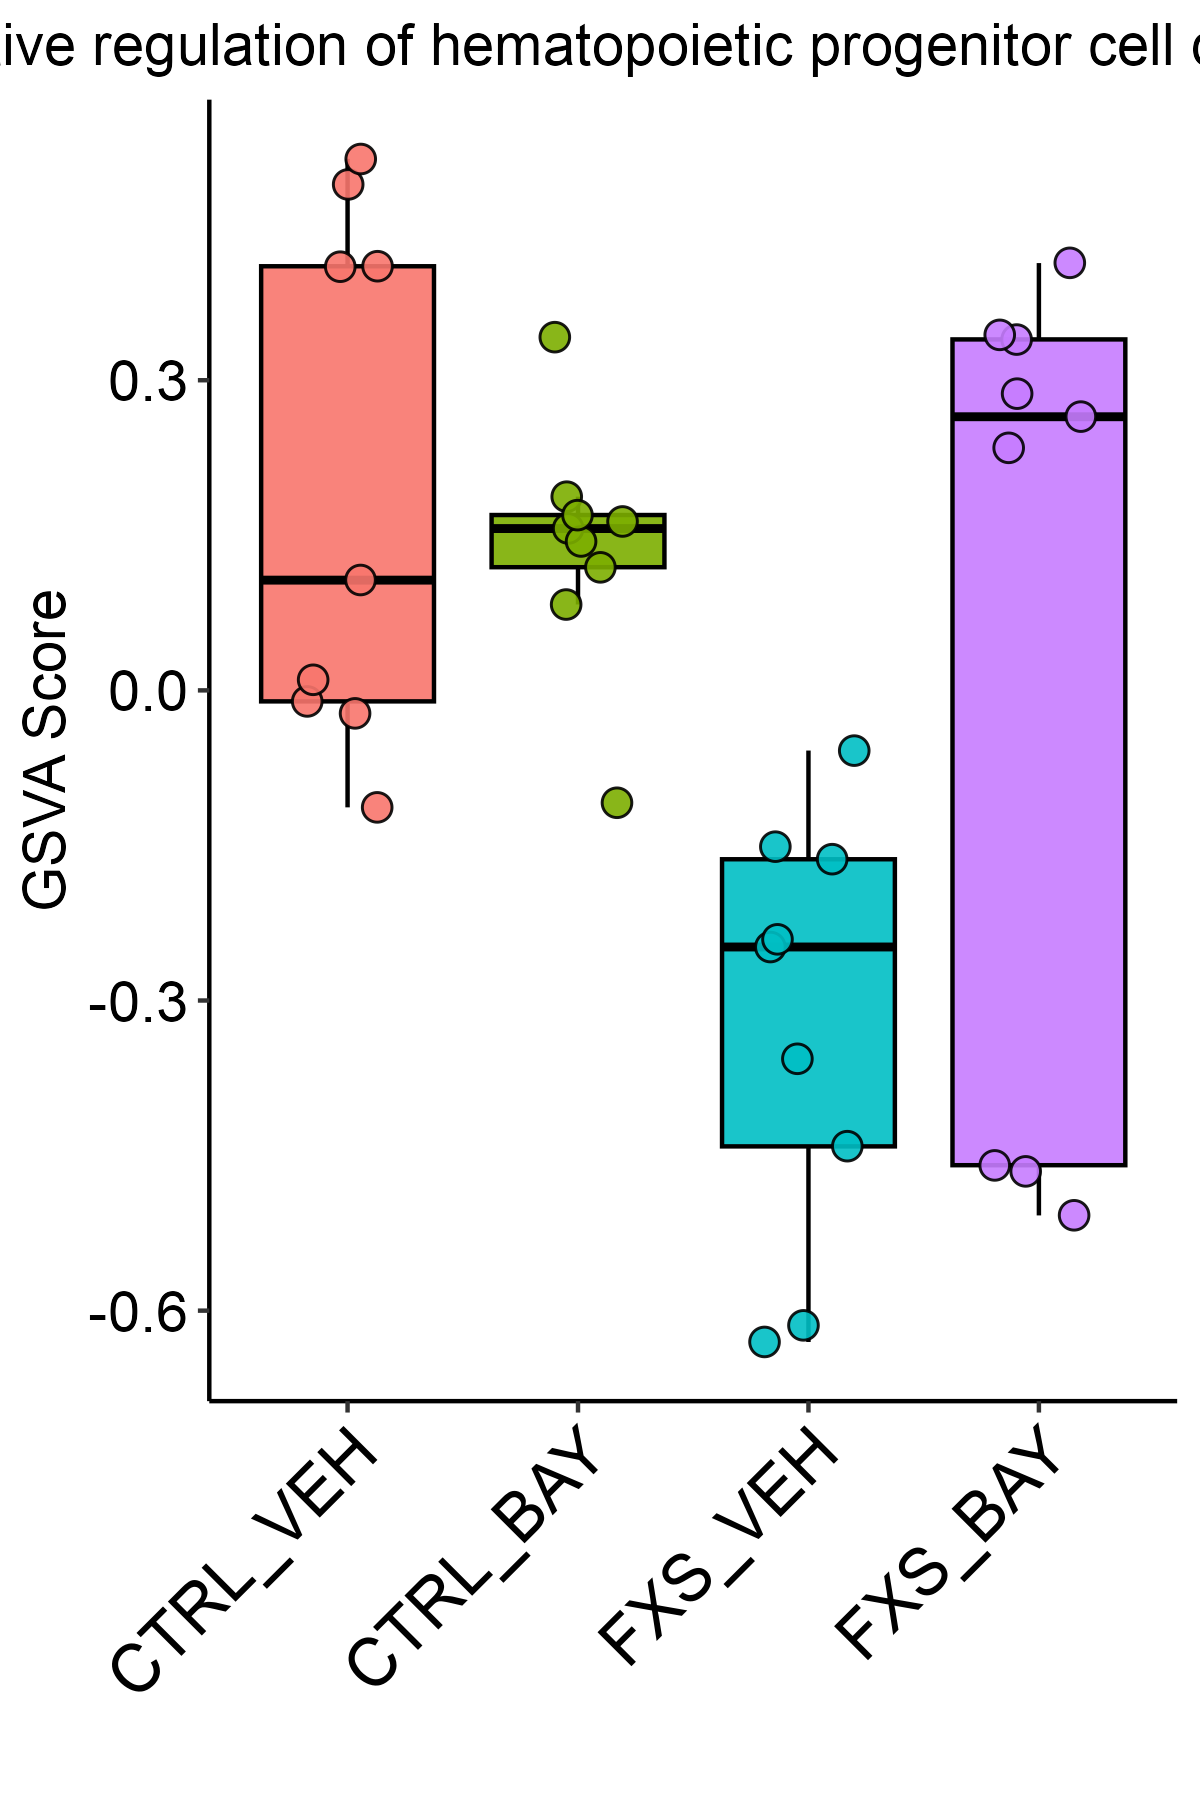 ive regulation of hematopoietic progenitor cell
GSVA Score
0.3
0.0
-0.3
-0.6
CTRL_VEH
CTRL_BAY
FXS_VEH
FXS_BAY